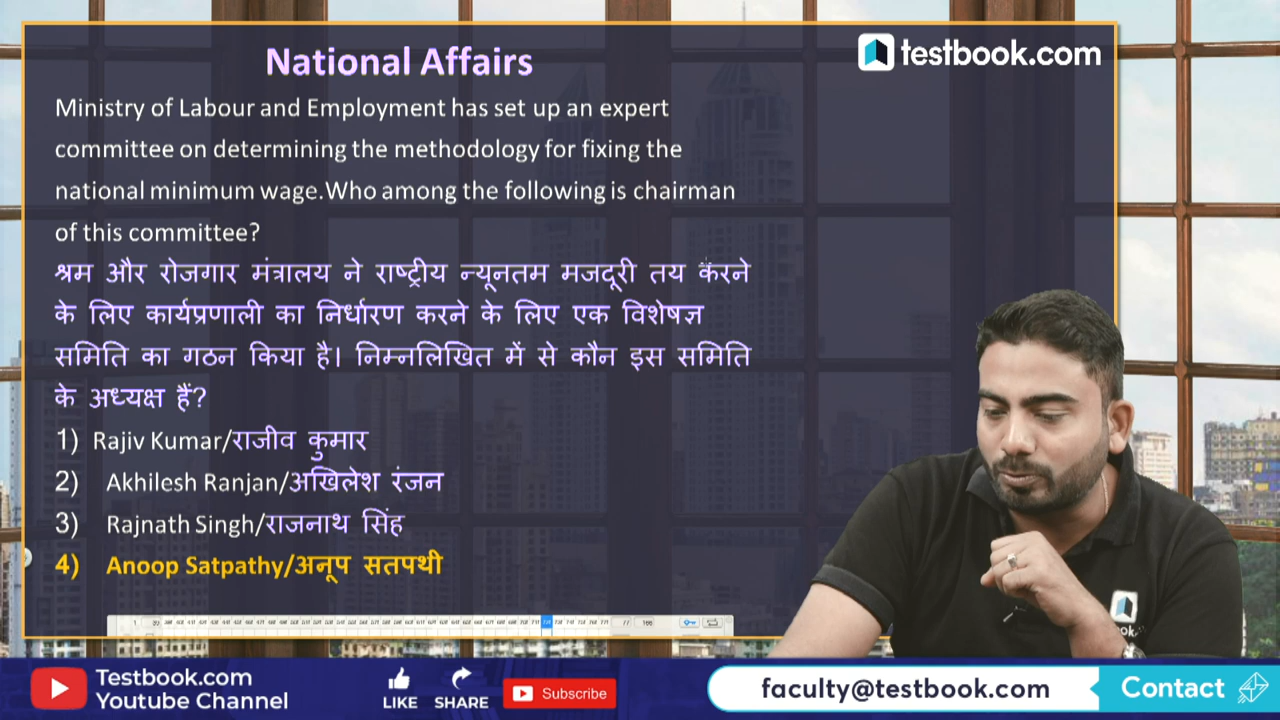 National Affairs
testbook.com
Ministry of Labour and Employment has set up an expert
committee on determining the methodology for fixing the
national minimum wage.Who among the following is chairman
of this committee?
श्रम और रोजगार मंत्रालय ने राष्ट्रीय न्यूनतम मजदूरी तय करने
के लिए कार्यप्रणाली का निर्धारण करने के लिए एक विशेषज्ञ
समिति का गठन किया है। निम्नलिखित में से कौन इस समिति
के अध्यक्ष हैं?
1) Rajiv Kumar/राजीव कुमार
2) Akhilesh Ranjan/अखिलेश रंजन
3) Rajnath Singh/राजनाथ सिंह
4) Anoop Satpathy/अनूप सतपथी
Testbook.com
Youtube Channel
LIKE
SHARE
Subscribe
faculty@testbook.com
Contact